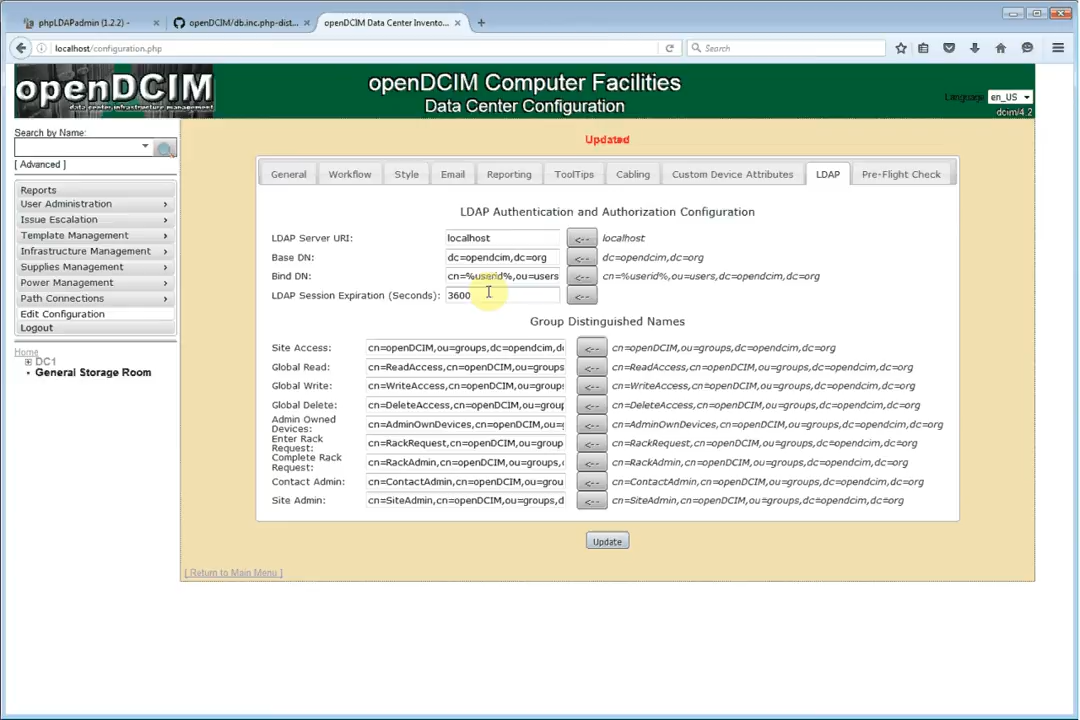 phpLDAPadmin (1.2.2) - × openDCIM/db.inc.php-dist... × openDCIM Data Center Invento... × +
localhost/configuration.php Search
openDCIM
data center infrastructure management
openDCIM Computer Facilities
Data Center Configuration
Language en_US
dcim/4.2
Search by Name:
[ Advanced ]
Reports
User Administration ›
Issue Escalation ›
Template Management ›
Infrastructure Management ›
Supplies Management ›
Power Management ›
Path Connections ›
Edit Configuration
Logout
Home
DC1
General Storage Room
Updated
General Workflow Style Email Reporting ToolTips Cabling Custom Device Attributes LDAP Pre-Flight Check
LDAP Authentication and Authorization Configuration
LDAP Server URI: localhost <-- localhost
Base DN: dc=opendcim,dc=org <-- dc=opendcim,dc=org
Bind DN: cn=%userid%,ou=users <-- cn=%userid%,ou=users,dc=opendcim,dc=org
LDAP Session Expiration (Seconds): 3600 <--
Group Distinguished Names
Site Access: cn=openDCIM,ou=groups,dc=opendcim,d <-- cn=openDCIM,ou=groups,dc=opendcim,dc=org
Global Read: cn=ReadAccess,cn=openDCIM,ou=groups <-- cn=ReadAccess,cn=openDCIM,ou=groups,dc=opendcim,dc=org
Global Write: cn=WriteAccess,cn=openDCIM,ou=groups <-- cn=WriteAccess,cn=openDCIM,ou=groups,dc=opendcim,dc=org
Global Delete: cn=DeleteAccess,cn=openDCIM,ou=group <-- cn=DeleteAccess,cn=openDCIM,ou=groups,dc=opendcim,dc=org
Admin Owned
Devices: cn=AdminOwnDevices,cn=openDCIM,ou=g <-- cn=AdminOwnDevices,cn=openDCIM,ou=groups,dc=opendcim,dc=org
Enter Rack
Request: cn=RackRequest,cn=openDCIM,ou=group <-- cn=RackRequest,cn=openDCIM,ou=groups,dc=opendcim,dc=org
Complete Rack
Request: cn=RackAdmin,cn=openDCIM,ou=groups, <-- cn=RackAdmin,cn=openDCIM,ou=groups,dc=opendcim,dc=org
Contact Admin: cn=ContactAdmin,cn=openDCIM,ou=grou <-- cn=ContactAdmin,cn=openDCIM,ou=groups,dc=opendcim,dc=org
Site Admin: cn=SiteAdmin,cn=openDCIM,ou=groups,d <-- cn=SiteAdmin,cn=openDCIM,ou=groups,dc=opendcim,dc=org
Update
[ Return to Main Menu ]